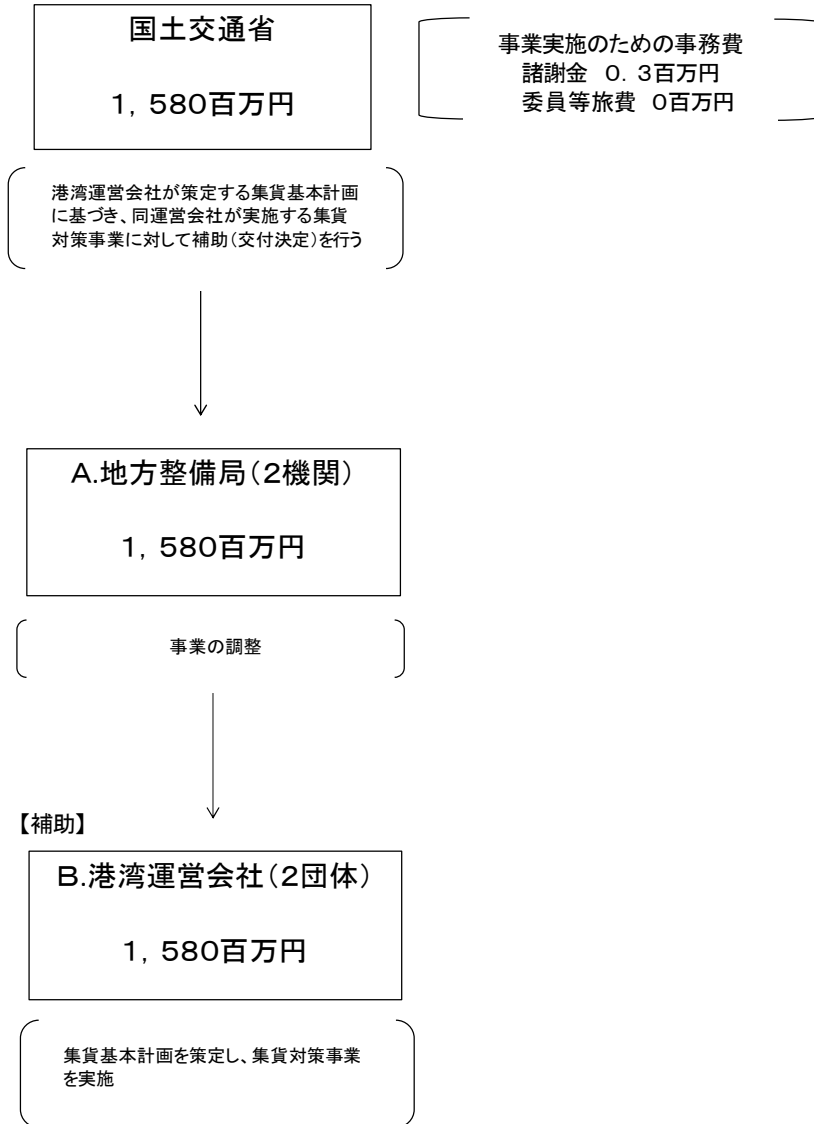 国土交通省
1,580百万円
事業実施のための事務費
諸謝金　0.3百万円
委員等旅費　0百万円
港湾運営会社が策定する集貨基本計画
に基づき、同運営会社が実施する集貨
対策事業に対して補助(交付決定)を行う
A.地方整備局(2機関)
1,580百万円
事業の調整
【補助】
B.港湾運営会社(2団体)
1,580百万円
集貨基本計画を策定し、集貨対策事業
を実施